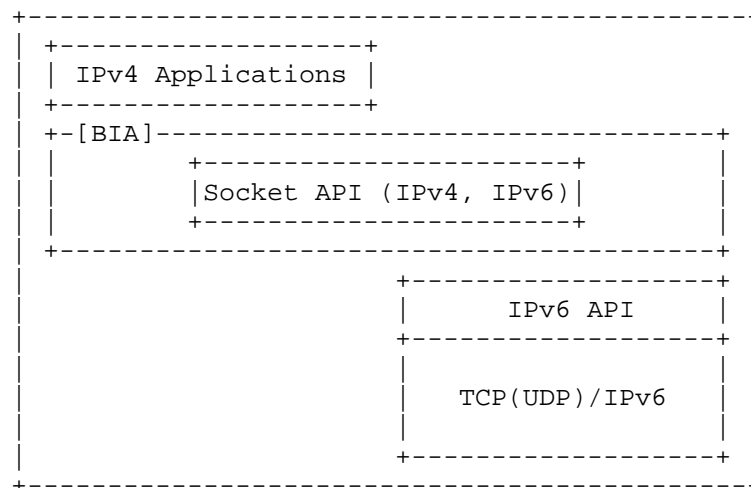 IPv4 Applications
[BIA]
Socket API (IPv4, IPv6)
IPv6 API
TCP(UDP)/IPv6